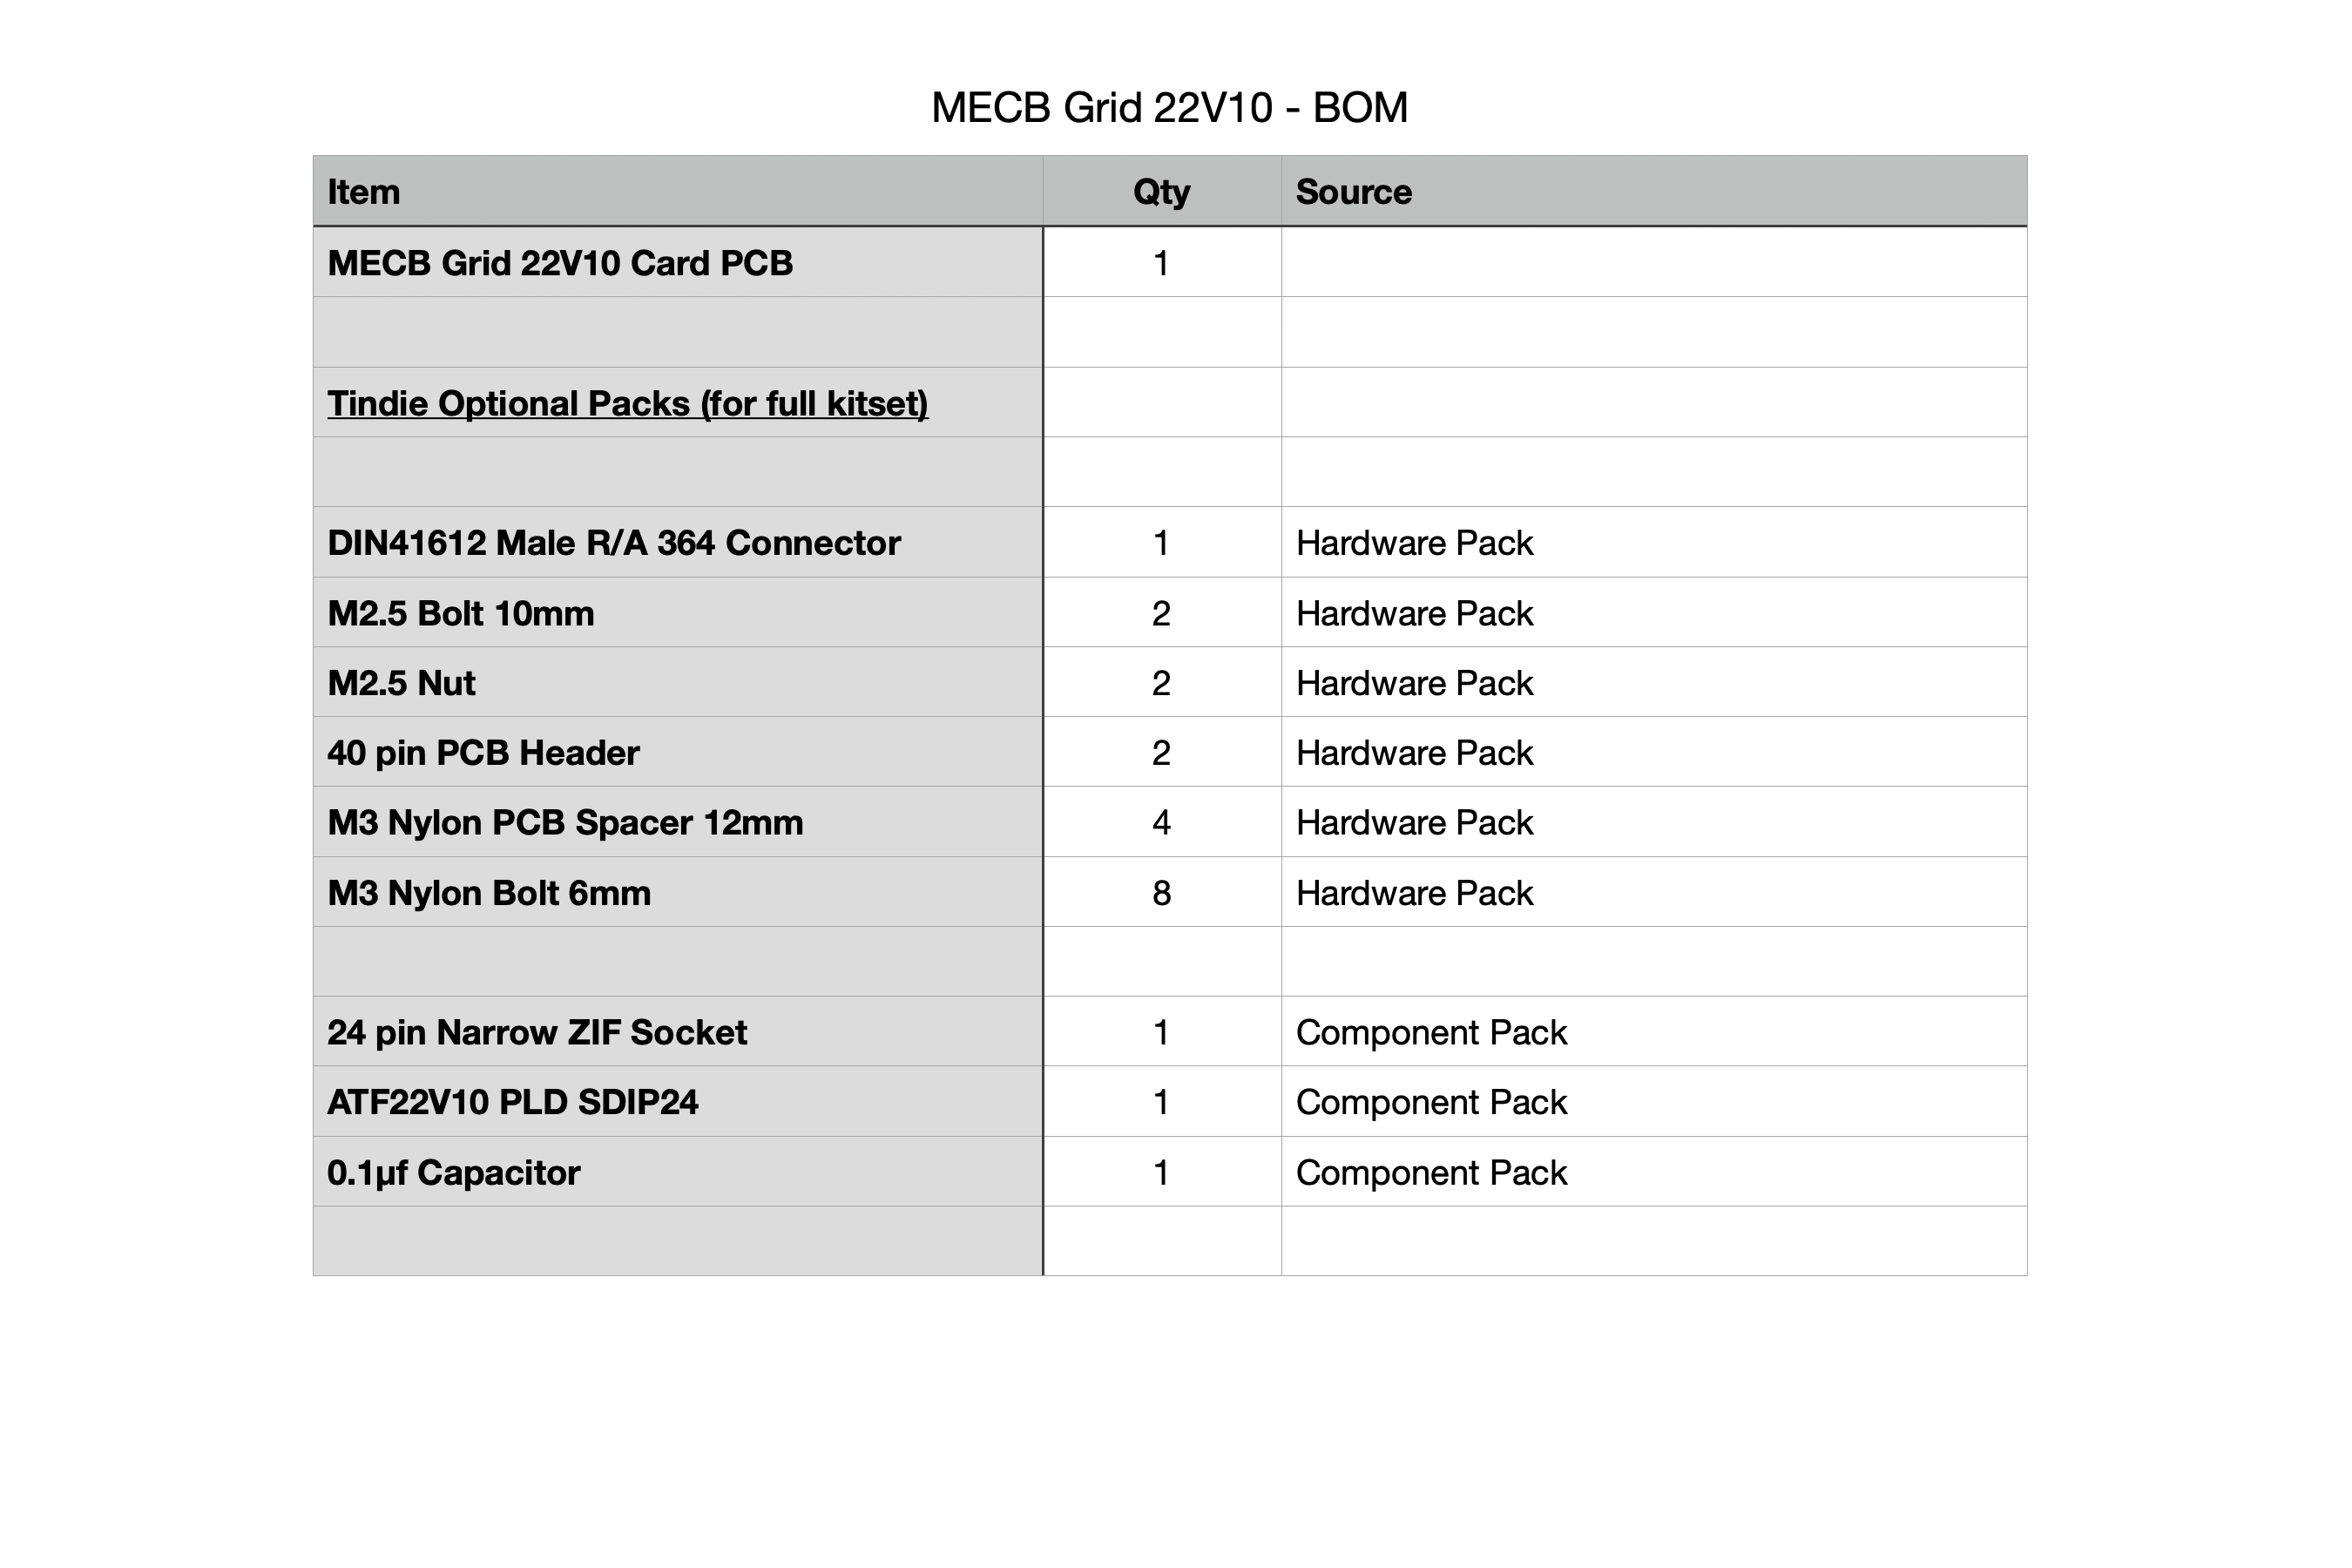 MECB Grid 22V10 - BOM
Item Qty Source
MECB Grid 22V10 Card PCB 1
Tindie Optional Packs (for full kitset)
DIN41612 Male R/A 364 Connector 1 Hardware Pack
M2.5 Bolt 10mm 2 Hardware Pack
M2.5 Nut 2 Hardware Pack
40 pin PCB Header 2 Hardware Pack
M3 Nylon PCB Spacer 12mm 4 Hardware Pack
M3 Nylon Bolt 6mm 8 Hardware Pack
24 pin Narrow ZIF Socket 1 Component Pack
ATF22V10 PLD SDIP24 1 Component Pack
0.1µf Capacitor 1 Component Pack